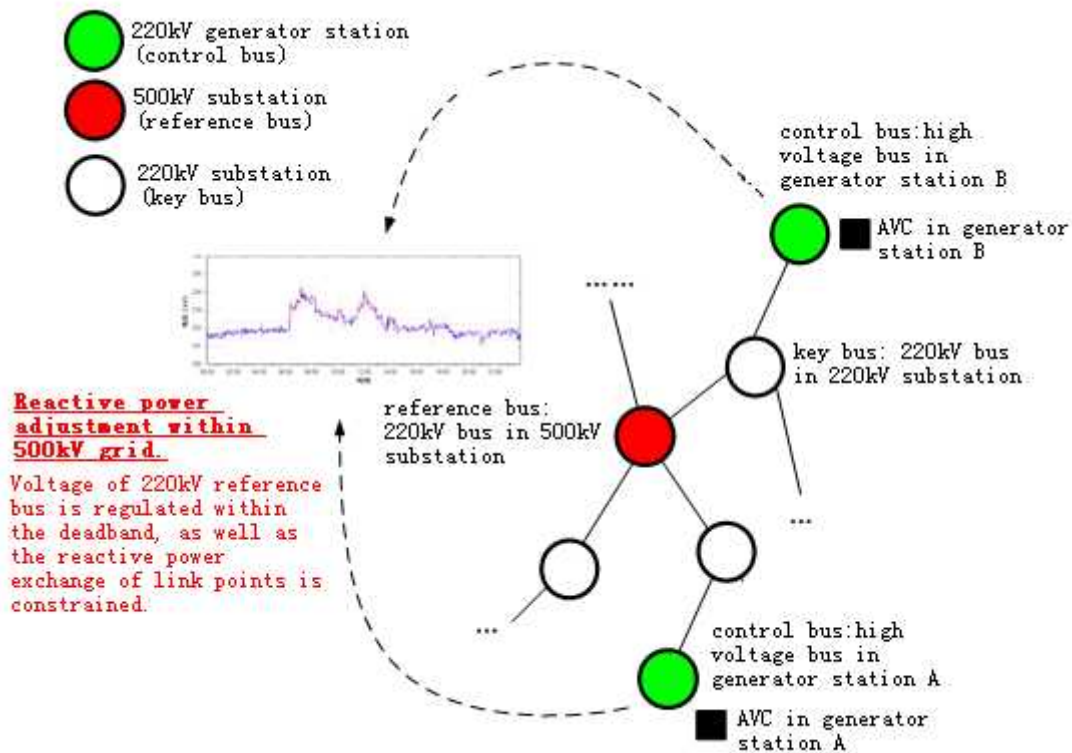 220kV generator station
(control bus)
500kV substation
(reference bus)
220kV substation
(key bus)
control bus:high
voltage bus in
generator station B
AVC in generator
station B
......
key bus: 220kV bus
in 220kV substation
reference bus:
220kV bus in 500kV
substation
Reactive power
adjustment within
500kV grid.
Voltage of 220kV reference
bus is regulated within
the deadband, as well as
the reactive power
exchange of link points is
constrained.
...
...
control bus:high
voltage bus in
generator station A
AVC in generator
station A